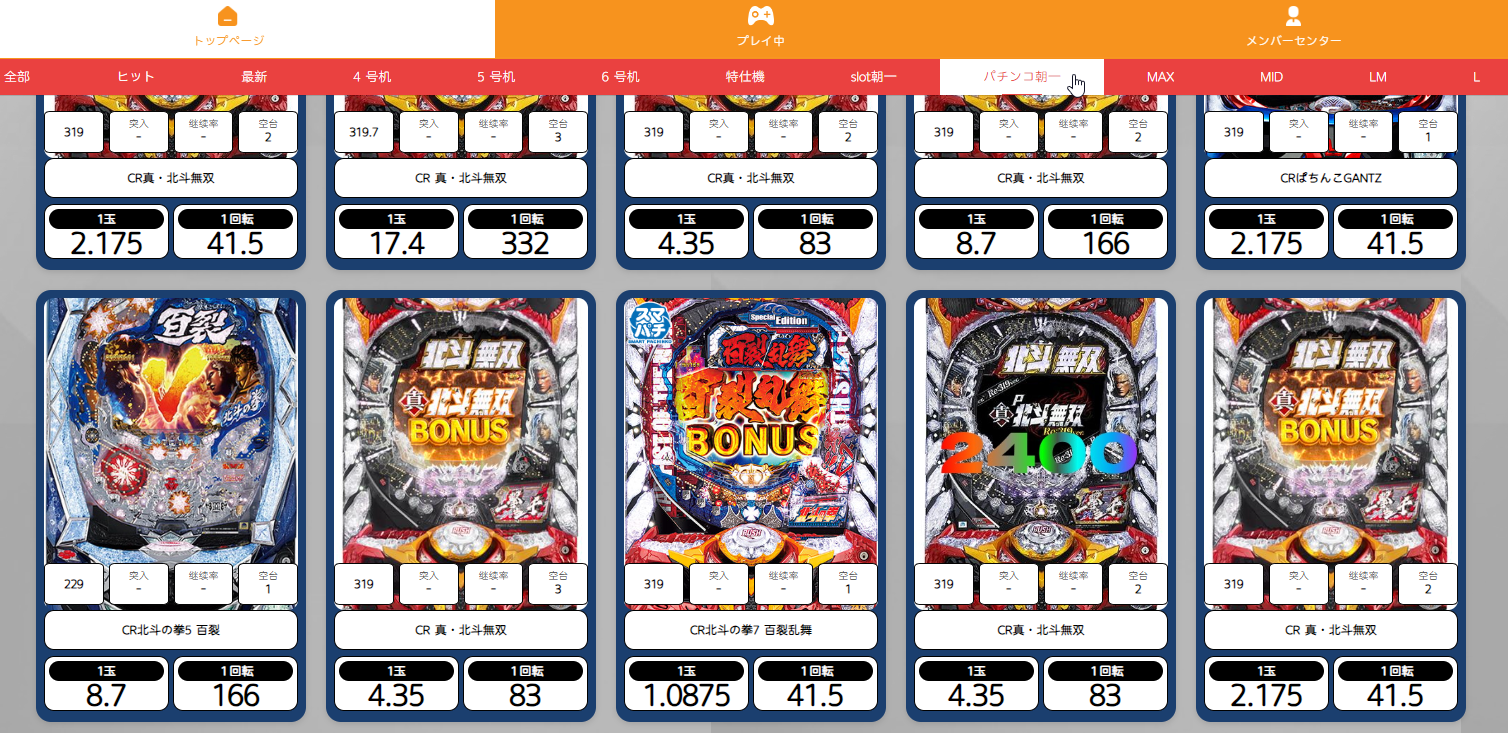 トップページ
プレイ中
メンバーセンター
全部 ヒット 最新 4 号机 5 号机 6 号机 特仕機 slot朝一 パチンコ朝一 MAX MID LM L
319 突入 - 继续率 - 空台 2
CR真・北斗無双
1玉 1回転
2.175 41.5
319.7 突入 - 继续率 - 空台 3
CR 真・北斗無双
1玉 1回転
17.4 332
319 突入 - 继续率 - 空台 2
CR真・北斗無双
1玉 1回転
4.35 83
319 突入 - 继续率 - 空台 2
CR真・北斗無双
1玉 1回転
8.7 166
319 突入 - 继续率 - 空台 1
CRぱちんこGANTZ
1玉 1回転
2.175 41.5
百裂
北斗の拳
229 突入 - 继续率 - 空台 1
CR北斗の拳5 百裂
1玉 1回転
8.7 166
北斗無双
真 北斗無双
BONUS
RUSH
319 突入 - 继续率 - 空台 3
CR 真・北斗無双
1玉 1回転
4.35 83
スマパチ
SMART PACHINKO
Special Edition
百裂乱舞
百裂乱舞
BONUS
RUSH
319 突入 - 继续率 - 空台 1
CR北斗の拳7 百裂乱舞
1玉 1回転
1.0875 41.5
北斗無双
Re:319ver.
P
真 北斗無双
Re:319ver.
2400
RUSH
319 突入 - 继续率 - 空台 2
CR真・北斗無双
1玉 1回転
4.35 83
北斗無双
真 北斗無双
BONUS
RUSH
319 突入 - 继续率 - 空台 2
CR 真・北斗無双
1玉 1回転
2.175 41.5